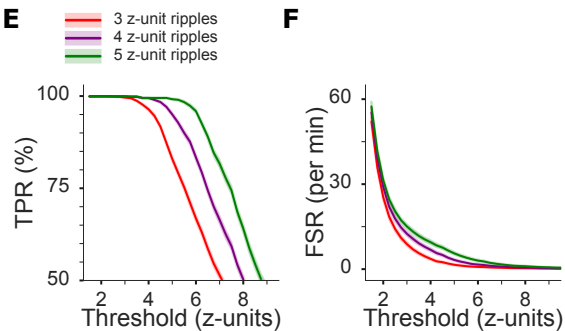 E
3 z-unit ripples
4 z-unit ripples
5 z-unit ripples
TPR (%)
100
75
50
2 4 6 8
Threshold (z-units)
F
FSR (per min)
60
30
0
2 4 6 8
Threshold (z-units)